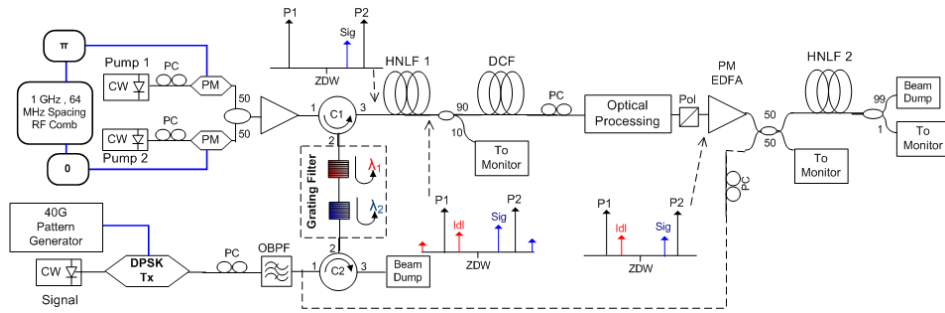 π
1 GHz , 64
MHz Spacing
RF Comb
0
Pump 1
CW
PC
PM
CW
PC
PM
Pump 2
50
50
P1
P2
Sig
ZDW
1
C1
3
2
Grating Filter
λ1
λ2
2
1
C2
3
Beam
Dump
HNLF 1
DCF
90
10
To
Monitor
PC
Optical
Processing
Pol
PM
EDFA
50
50
PC
To
Monitor
HNLF 2
99
1
Beam
Dump
To
Monitor
P1
Idl
Sig
P2
ZDW
P1
Idl
Sig
P2
ZDW
40G
Pattern
Generator
CW
Signal
DPSK
Tx
PC
OBPF